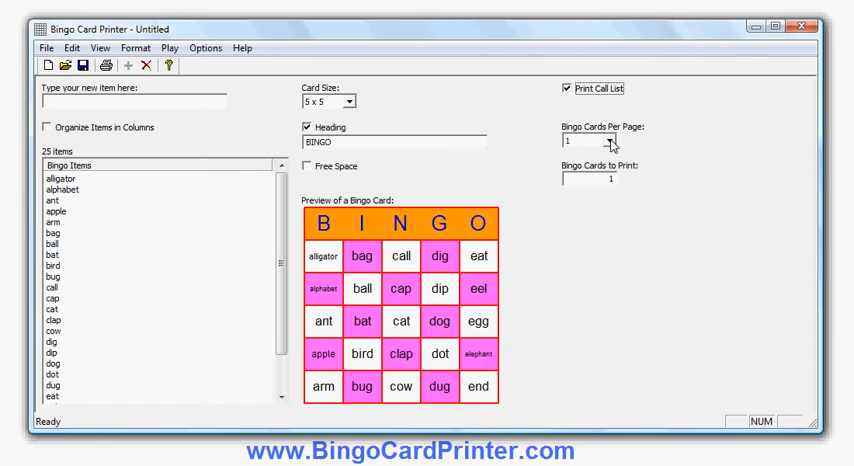 Bingo Card Printer - Untitled
File Edit View Format Play Options Help
Type your new item here:
Organize Items in Columns
25 items
Bingo Items
alligator
alphabet
ant
apple
arm
bag
ball
bat
bird
bug
call
cap
cat
clap
cow
dig
dip
dog
dot
dug
eat
Card Size:
5 x 5
Heading
BINGO
Free Space
Preview of a Bingo Card:
B I N G O
alligator bag call dig eat
alphabet ball cap dip eel
ant bat cat dog egg
apple bird clap dot elephant
arm bug cow dug end
Print Call List
Bingo Cards Per Page:
1
Bingo Cards to Print:
1
Ready
NUM
www.BingoCardPrinter.com